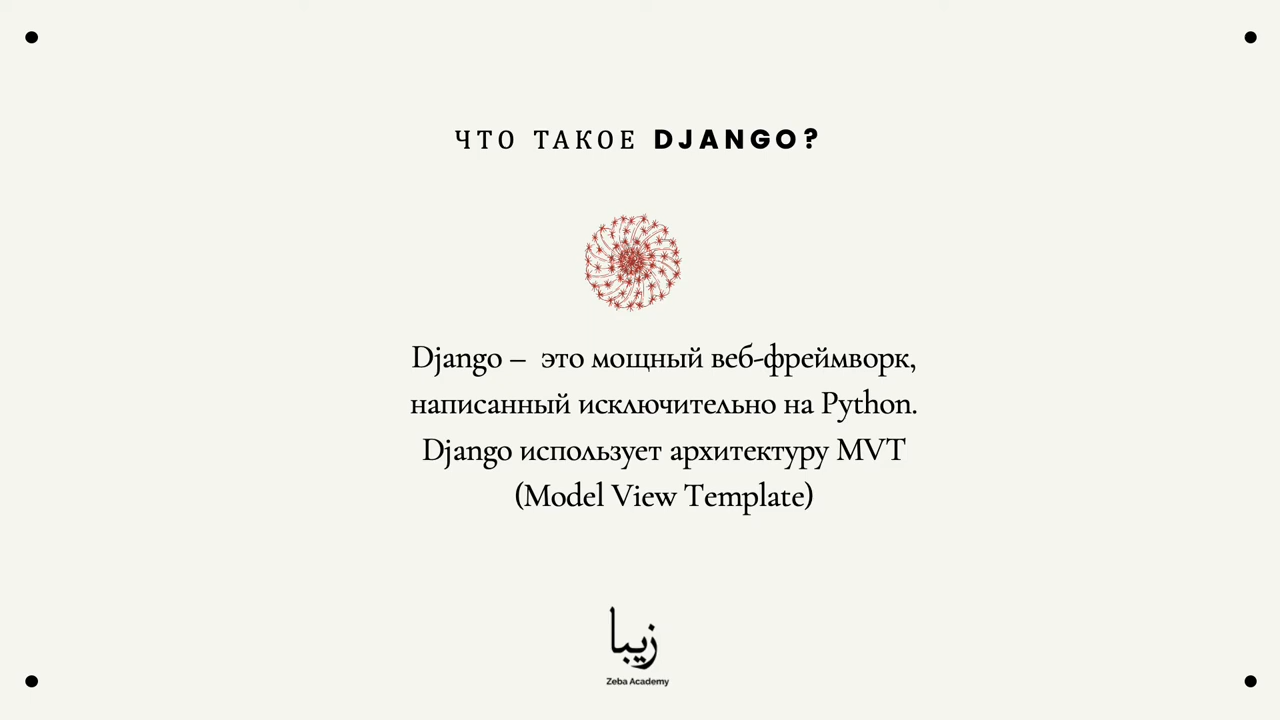 ЧТО ТАКОЕ DJANGO?
Django – это мощный веб-фреймворк,
написанный исключительно на Python.
Django использует архитектуру MVT
(Model View Template)
زيبا
Zeba Academy